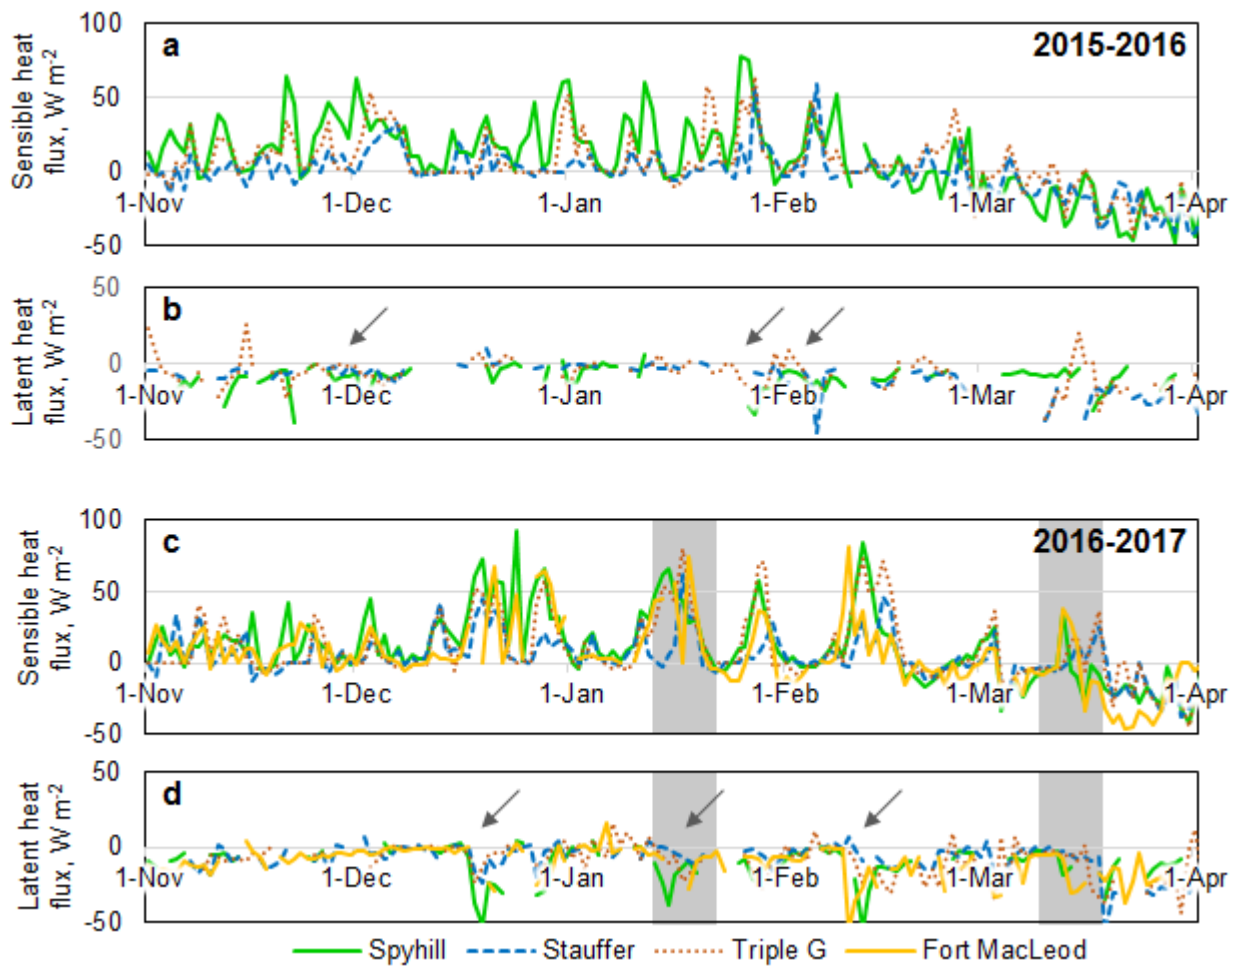 100
a
2015-2016
Sensible heat
flux, W m-2
50
0
1-Nov
1-Dec
1-Jan
1-Feb
1-Mar
1-Apr
-50
50
b
Latent heat
flux, W m-2
0
1-Nov
1-Dec
1-Jan
1-Feb
1-Mar
1-Apr
-50
100
c
2016-2017
Sensible heat
flux, W m-2
50
0
1-Nov
1-Dec
1-Jan
1-Feb
1-Mar
1-Apr
-50
50
d
Latent heat
flux, W m-2
0
1-Nov
1-Dec
1-Jan
1-Feb
1-Mar
1-Apr
-50
Spyhill Stauffer Triple G Fort MacLeod